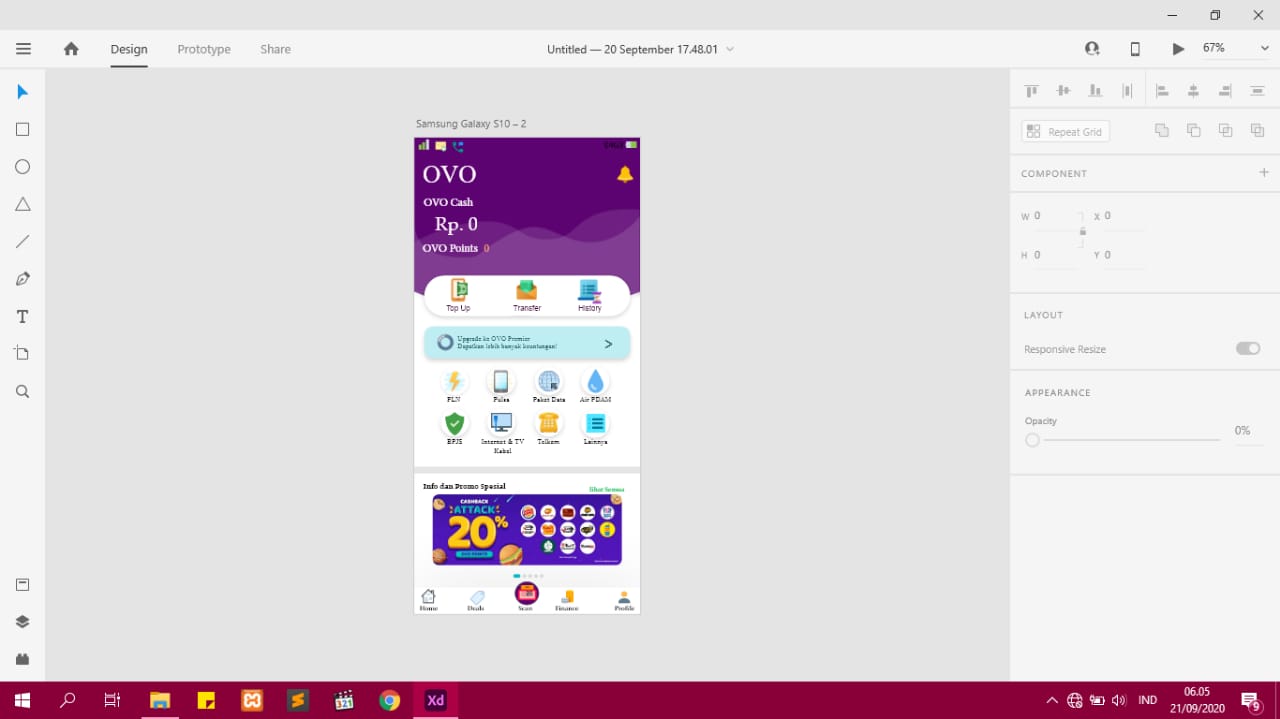 Design Prototype Share
Untitled — 20 September 17.48.01
67%
Samsung Galaxy S10 – 2
OVO
OVO Cash
Rp. 0
OVO Points 0
Top Up Transfer History
Upgrade ke OVO Premier
Dapatkan lebih banyak keuntungan!
>
PLN Pulsa Paket Data Air PDAM
BPJS Internet & TV Kabel Telkom Lainnya
Info dan Promo Spesial
lihat Semua
CASHBACK
ATTACK
20%
OVO POINTS
Home Deals Scan Finance Profile
Repeat Grid
COMPONENT
W 0 X 0
H 0 Y 0
LAYOUT
Responsive Resize
APPEARANCE
Opacity
0%
T
321
Xd
IND
06.05
21/09/2020
9